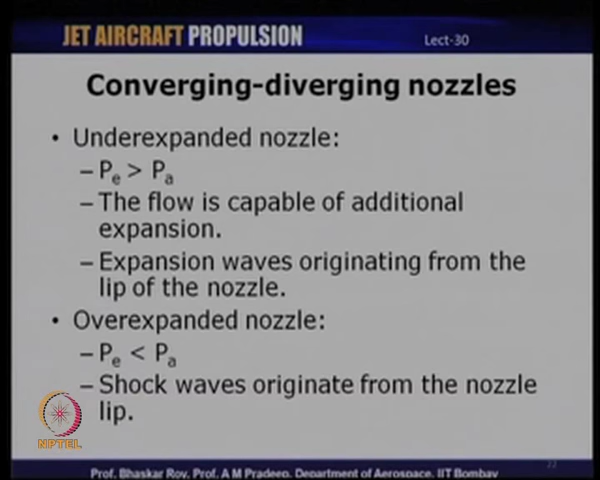 JET AIRCRAFT PROPULSION
Lect-30
Converging-diverging nozzles
• Underexpanded nozzle:
– Pe > Pa
– The flow is capable of additional
expansion.
– Expansion waves originating from the
lip of the nozzle.
• Overexpanded nozzle:
– Pe < Pa
– Shock waves originate from the nozzle
lip.
NPTEL
22
Prof. Bhaskar Roy, Prof. A M Pradeep, Department of Aerospace, IIT Bombay